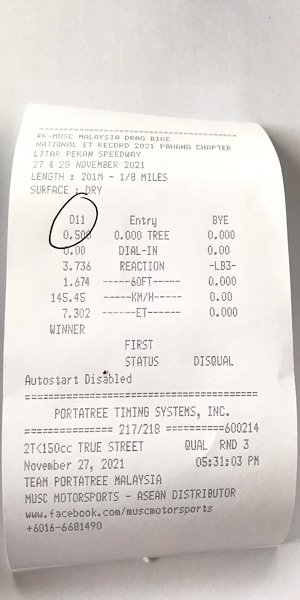 RK-MUSC MALAYSIA DRAG BIKE
NATIONAL ET RECORD 2021 PAHANG CHAPTER
LITAR PEKAN SPEEDWAY
27 & 28 NOVEMBER 2021
LENGTH : 201M - 1/8 MILES
SURFACE : DRY
D11 Entry BYE
0.500 0.000 TREE 0.000
0.00 DIAL-IN 0.00
3.736 REACTION -LB3-
1.674 -----60FT----- 0.000
145.45 -----KM/H----- 0.00
7.302 ------ET------ 0.000
WINNER
FIRST
STATUS DISQUAL
Autostart Disabled
========================================
PORTATREE TIMING SYSTEMS, INC.
=============== 217/218 ==========600214
2T<150cc TRUE STREET QUAL RND 3
November 27, 2021 05:31:03 PM
TEAM PORTATREE MALAYSIA
MUSC MOTORSPORTS - ASEAN DISTRIBUTOR
www.facebook.com/muscmotorsports
+6016-6681490